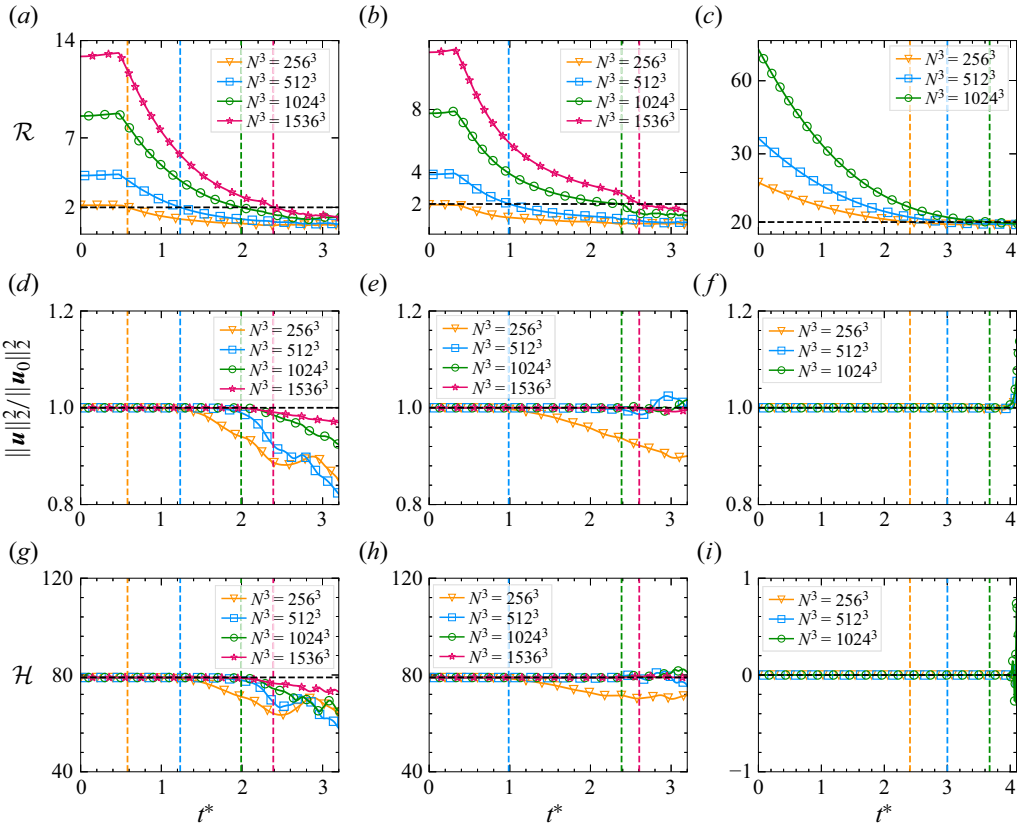 (a)
14
7
2
0 1 2 3
R
N³ = 256³
N³ = 512³
N³ = 1024³
N³ = 1536³
(b)
8
4
2
0 1 2 3
N³ = 256³
N³ = 512³
N³ = 1024³
N³ = 1536³
(c)
60
30
20
0 1 2 3 4
N³ = 256³
N³ = 512³
N³ = 1024³
(d)
1.2
1.0
0.8
0 1 2 3
||u||²₂/||u₀||²₂
N³ = 256³
N³ = 512³
N³ = 1024³
N³ = 1536³
(e)
1.2
1.0
0.8
0 1 2 3
N³ = 256³
N³ = 512³
N³ = 1024³
N³ = 1536³
(f)
1.2
1.0
0.8
0 1 2 3 4
N³ = 256³
N³ = 512³
N³ = 1024³
(g)
120
80
40
0 1 2 3
H
t*
N³ = 256³
N³ = 512³
N³ = 1024³
N³ = 1536³
(h)
120
80
40
0 1 2 3
t*
N³ = 256³
N³ = 512³
N³ = 1024³
N³ = 1536³
(i)
1
0
−1
0 1 2 3 4
t*
N³ = 256³
N³ = 512³
N³ = 1024³